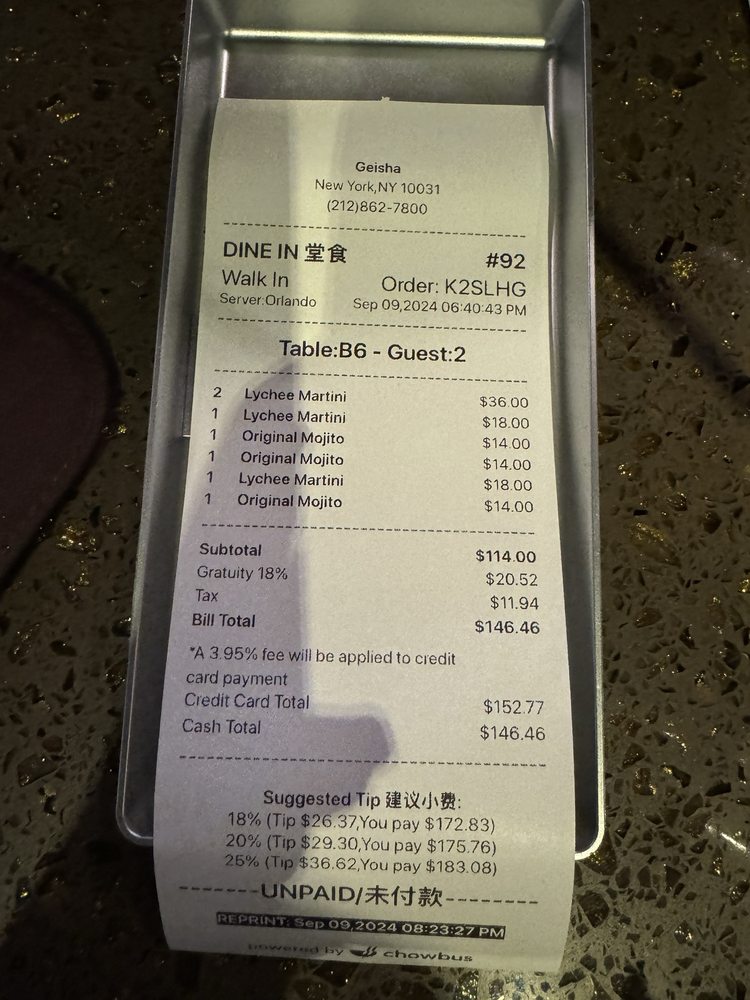 Geisha
New York,NY 10031
(212)862-7800
DINE IN 堂食 #92
Walk In Order: K2SLHG
Server:Orlando Sep 09,2024 06:40:43 PM
Table:B6 - Guest:2
2 Lychee Martini $36.00
1 Lychee Martini $18.00
1 Original Mojito $14.00
1 Original Mojito $14.00
1 Lychee Martini $18.00
1 Original Mojito $14.00
Subtotal $114.00
Gratuity 18% $20.52
Tax $11.94
Bill Total $146.46
*A 3.95% fee will be applied to credit
card payment
Credit Card Total $152.77
Cash Total $146.46
Suggested Tip 建议小费:
18% (Tip $26.37,You pay $172.83)
20% (Tip $29.30,You pay $175.76)
25% (Tip $36.62,You pay $183.08)
-------UNPAID/未付款--------
REPRINT: Sep 09,2024 08:23:27 PM
powered by chowbus